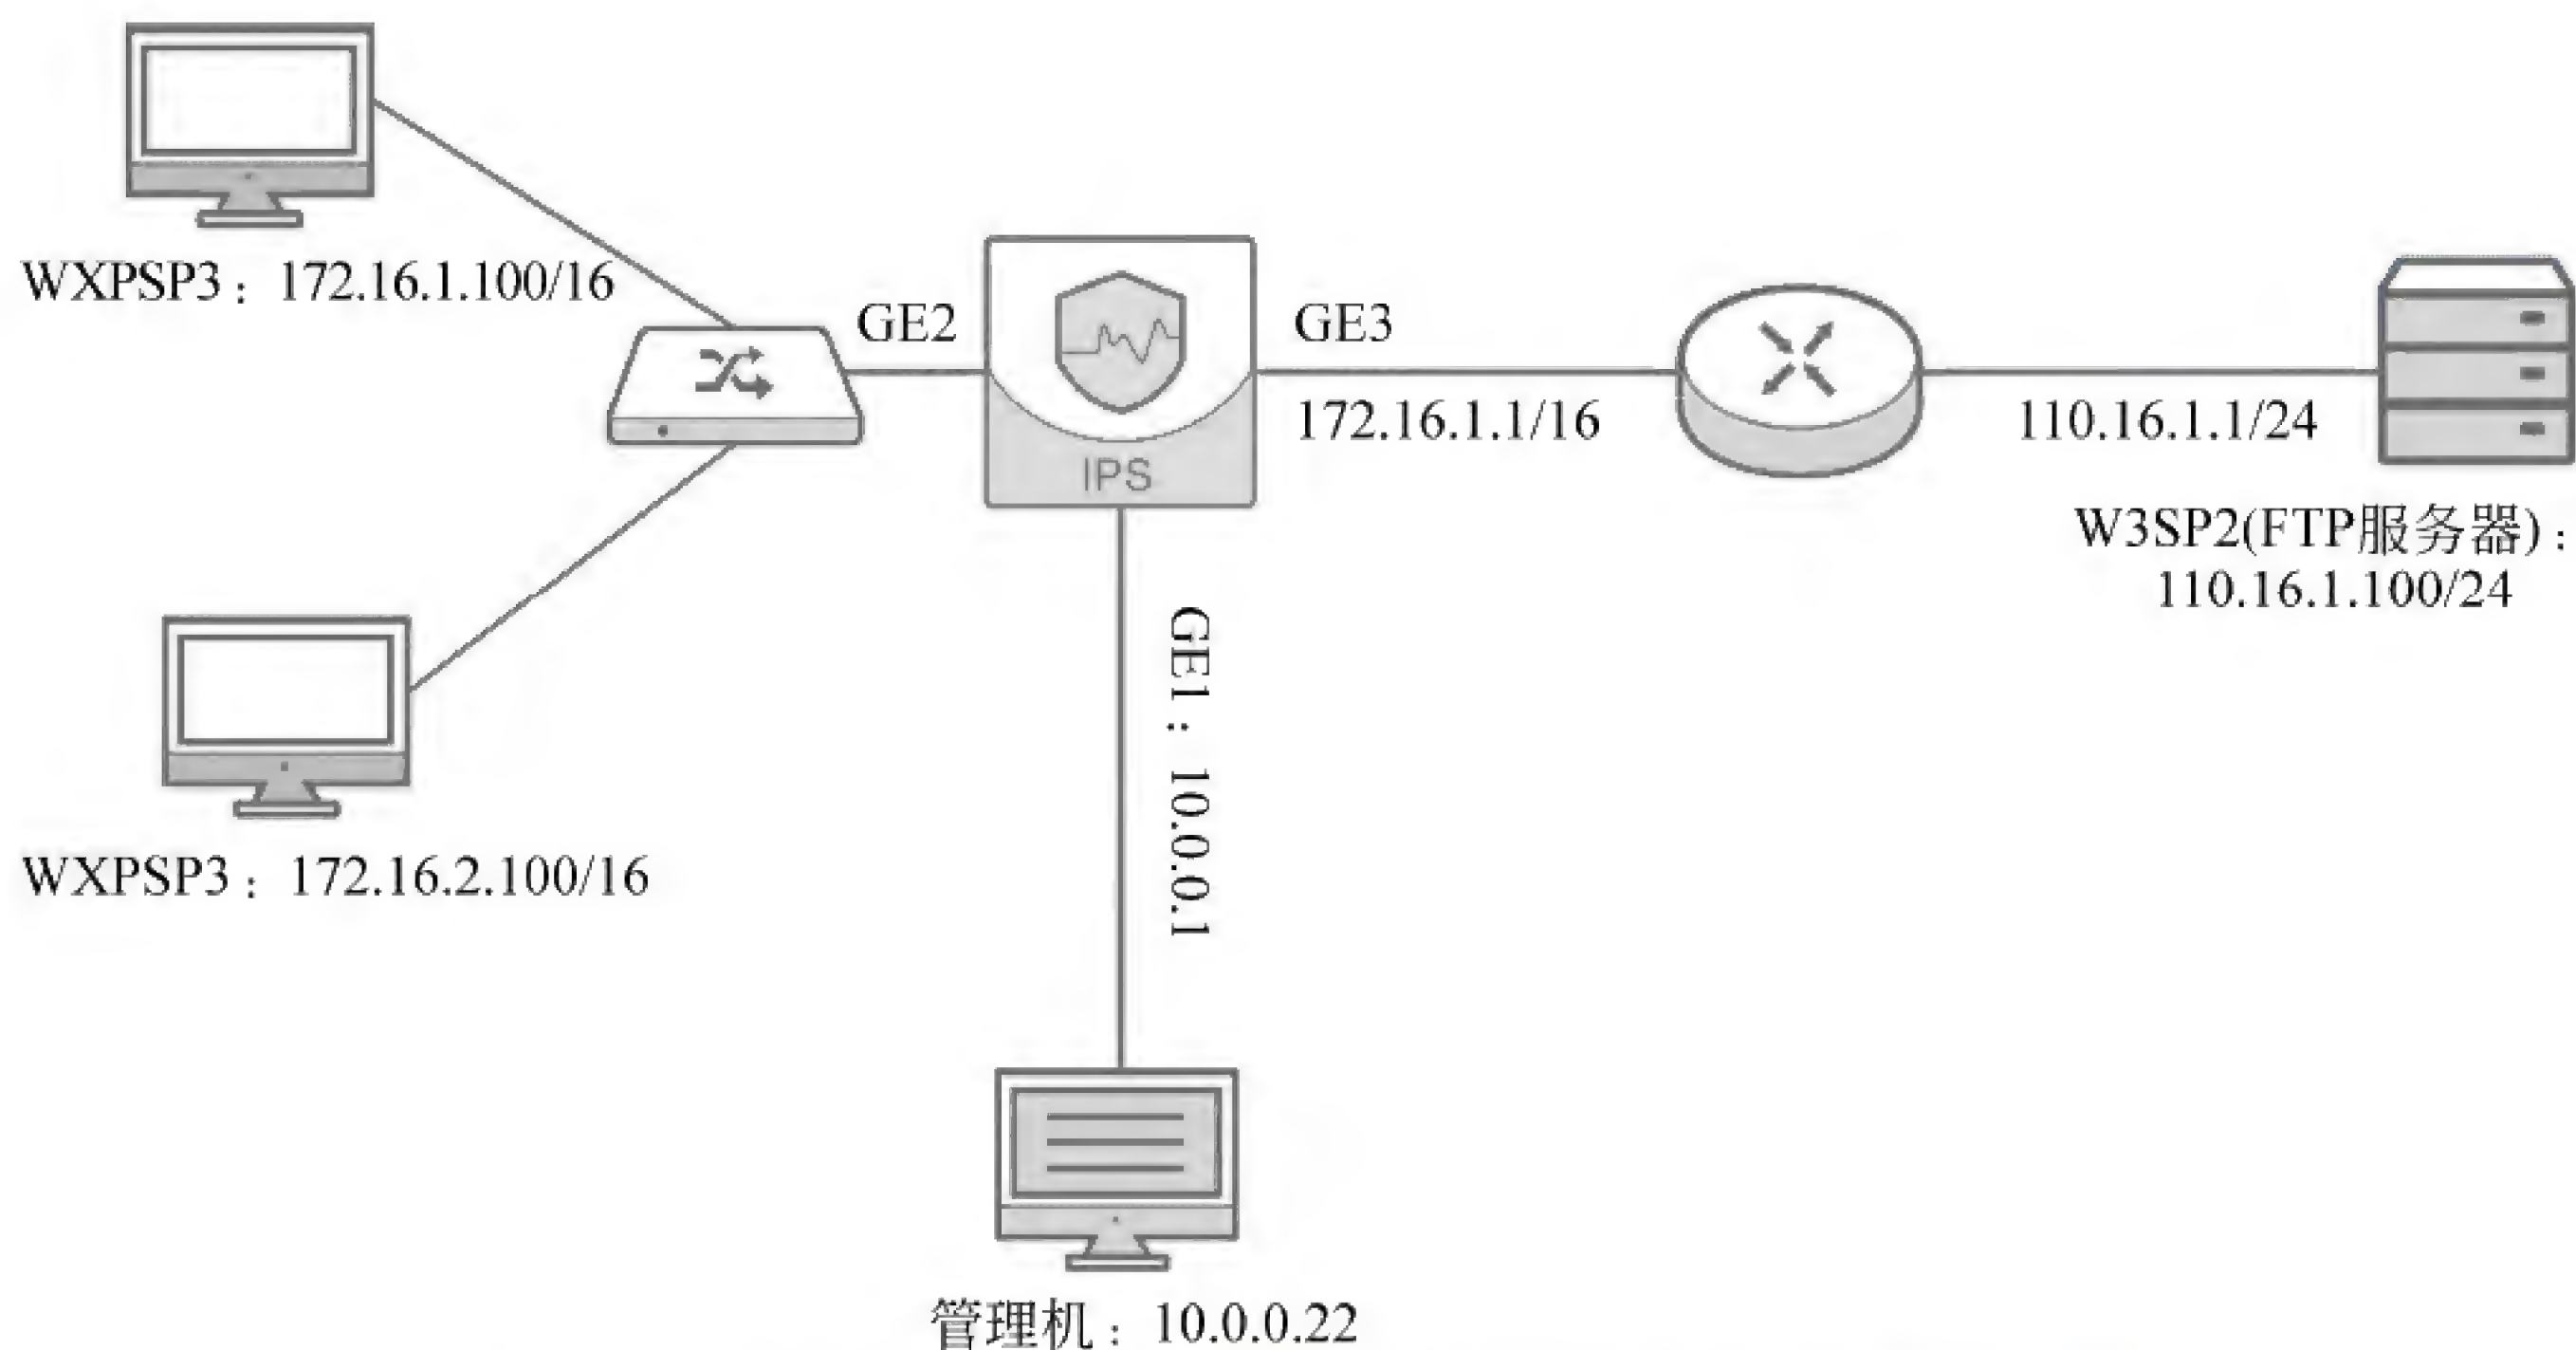 WXPSP3：172.16.1.100/16
GE2
GE3
172.16.1.1/16
110.16.1.1/24
IPS
W3SP2(FTP服务器)：
110.16.1.100/24
GE1：10.0.0.1
WXPSP3：172.16.2.100/16
管理机：10.0.0.22